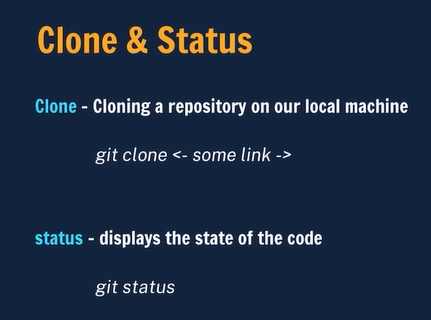 Clone & Status
Clone - Cloning a repository on our local machine
git clone <- some link ->
status - displays the state of the code
git status